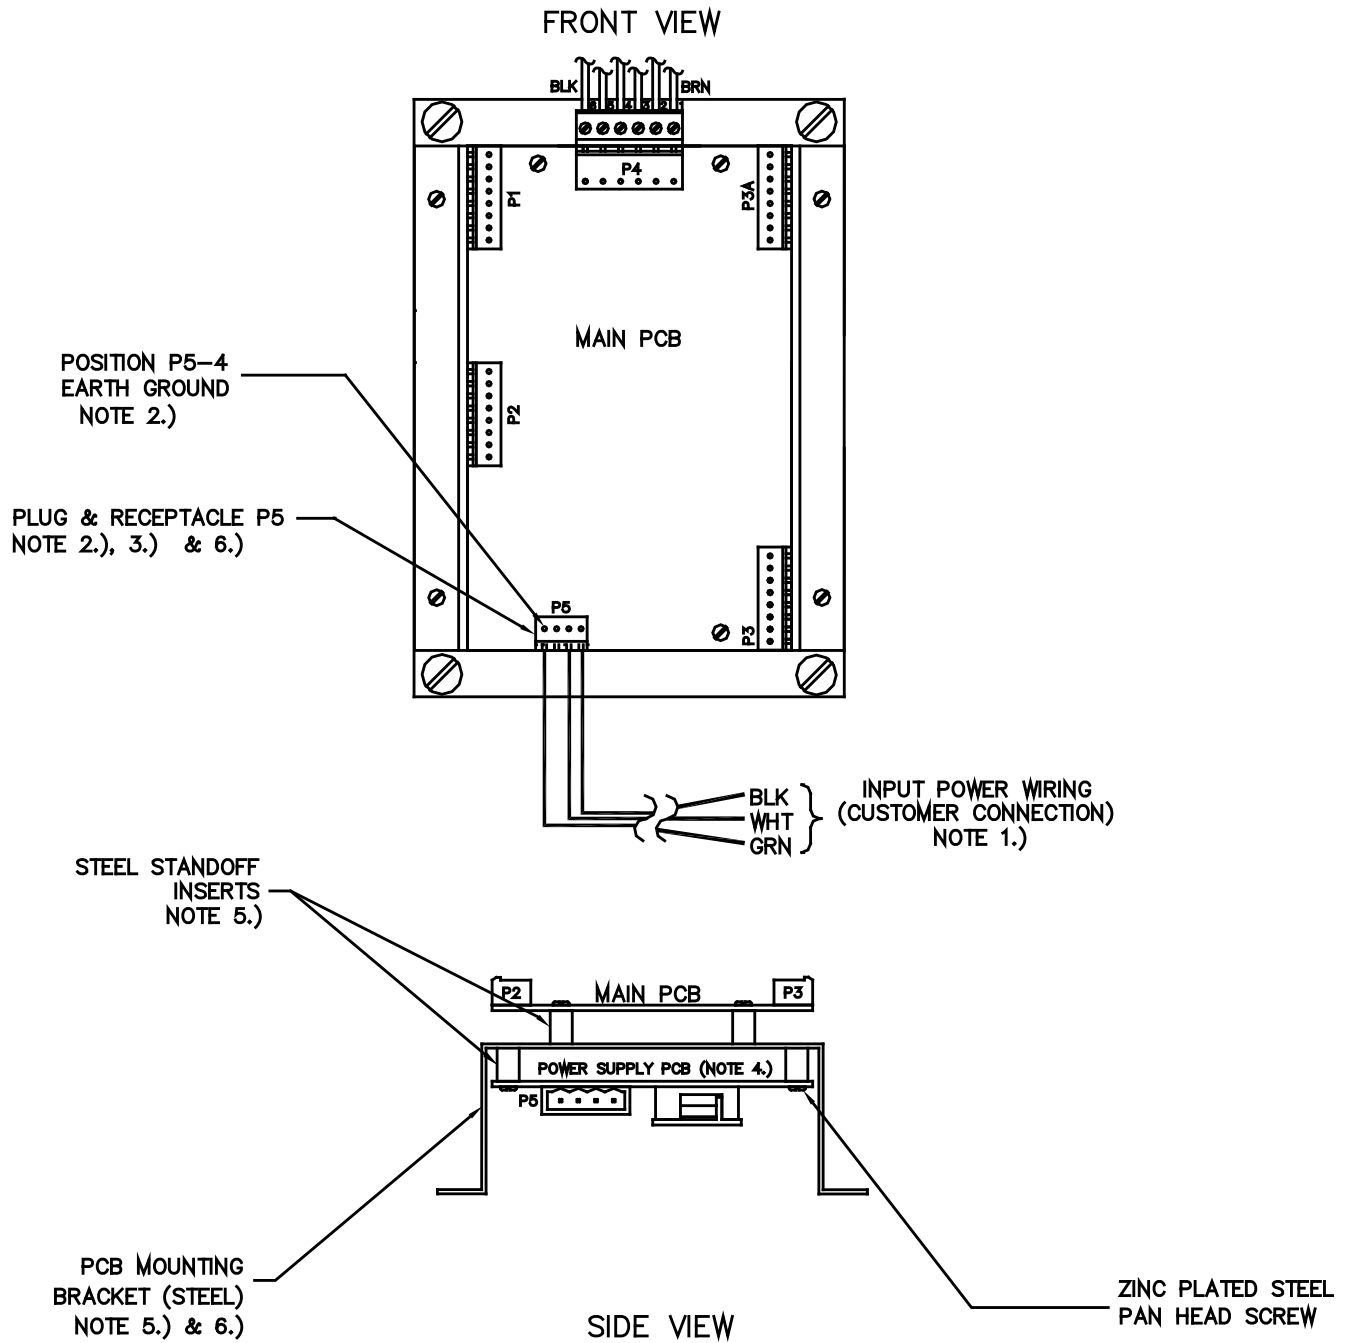 FRONT VIEW
BLK
BRN
6 5 4 3 2 1
P4
P1
P3A
MAIN PCB
POSITION P5-4
EARTH GROUND
NOTE 2.)
P2
PLUG & RECEPTACLE P5
NOTE 2.), 3.) & 6.)
P5
P3
BLK
WHT
GRN
INPUT POWER WIRING
(CUSTOMER CONNECTION)
NOTE 1.)
STEEL STANDOFF
INSERTS
NOTE 5.)
P2
MAIN PCB
P3
POWER SUPPLY PCB (NOTE 4.)
P5
PCB MOUNTING
BRACKET (STEEL)
NOTE 5.) & 6.)
ZINC PLATED STEEL
PAN HEAD SCREW
SIDE VIEW